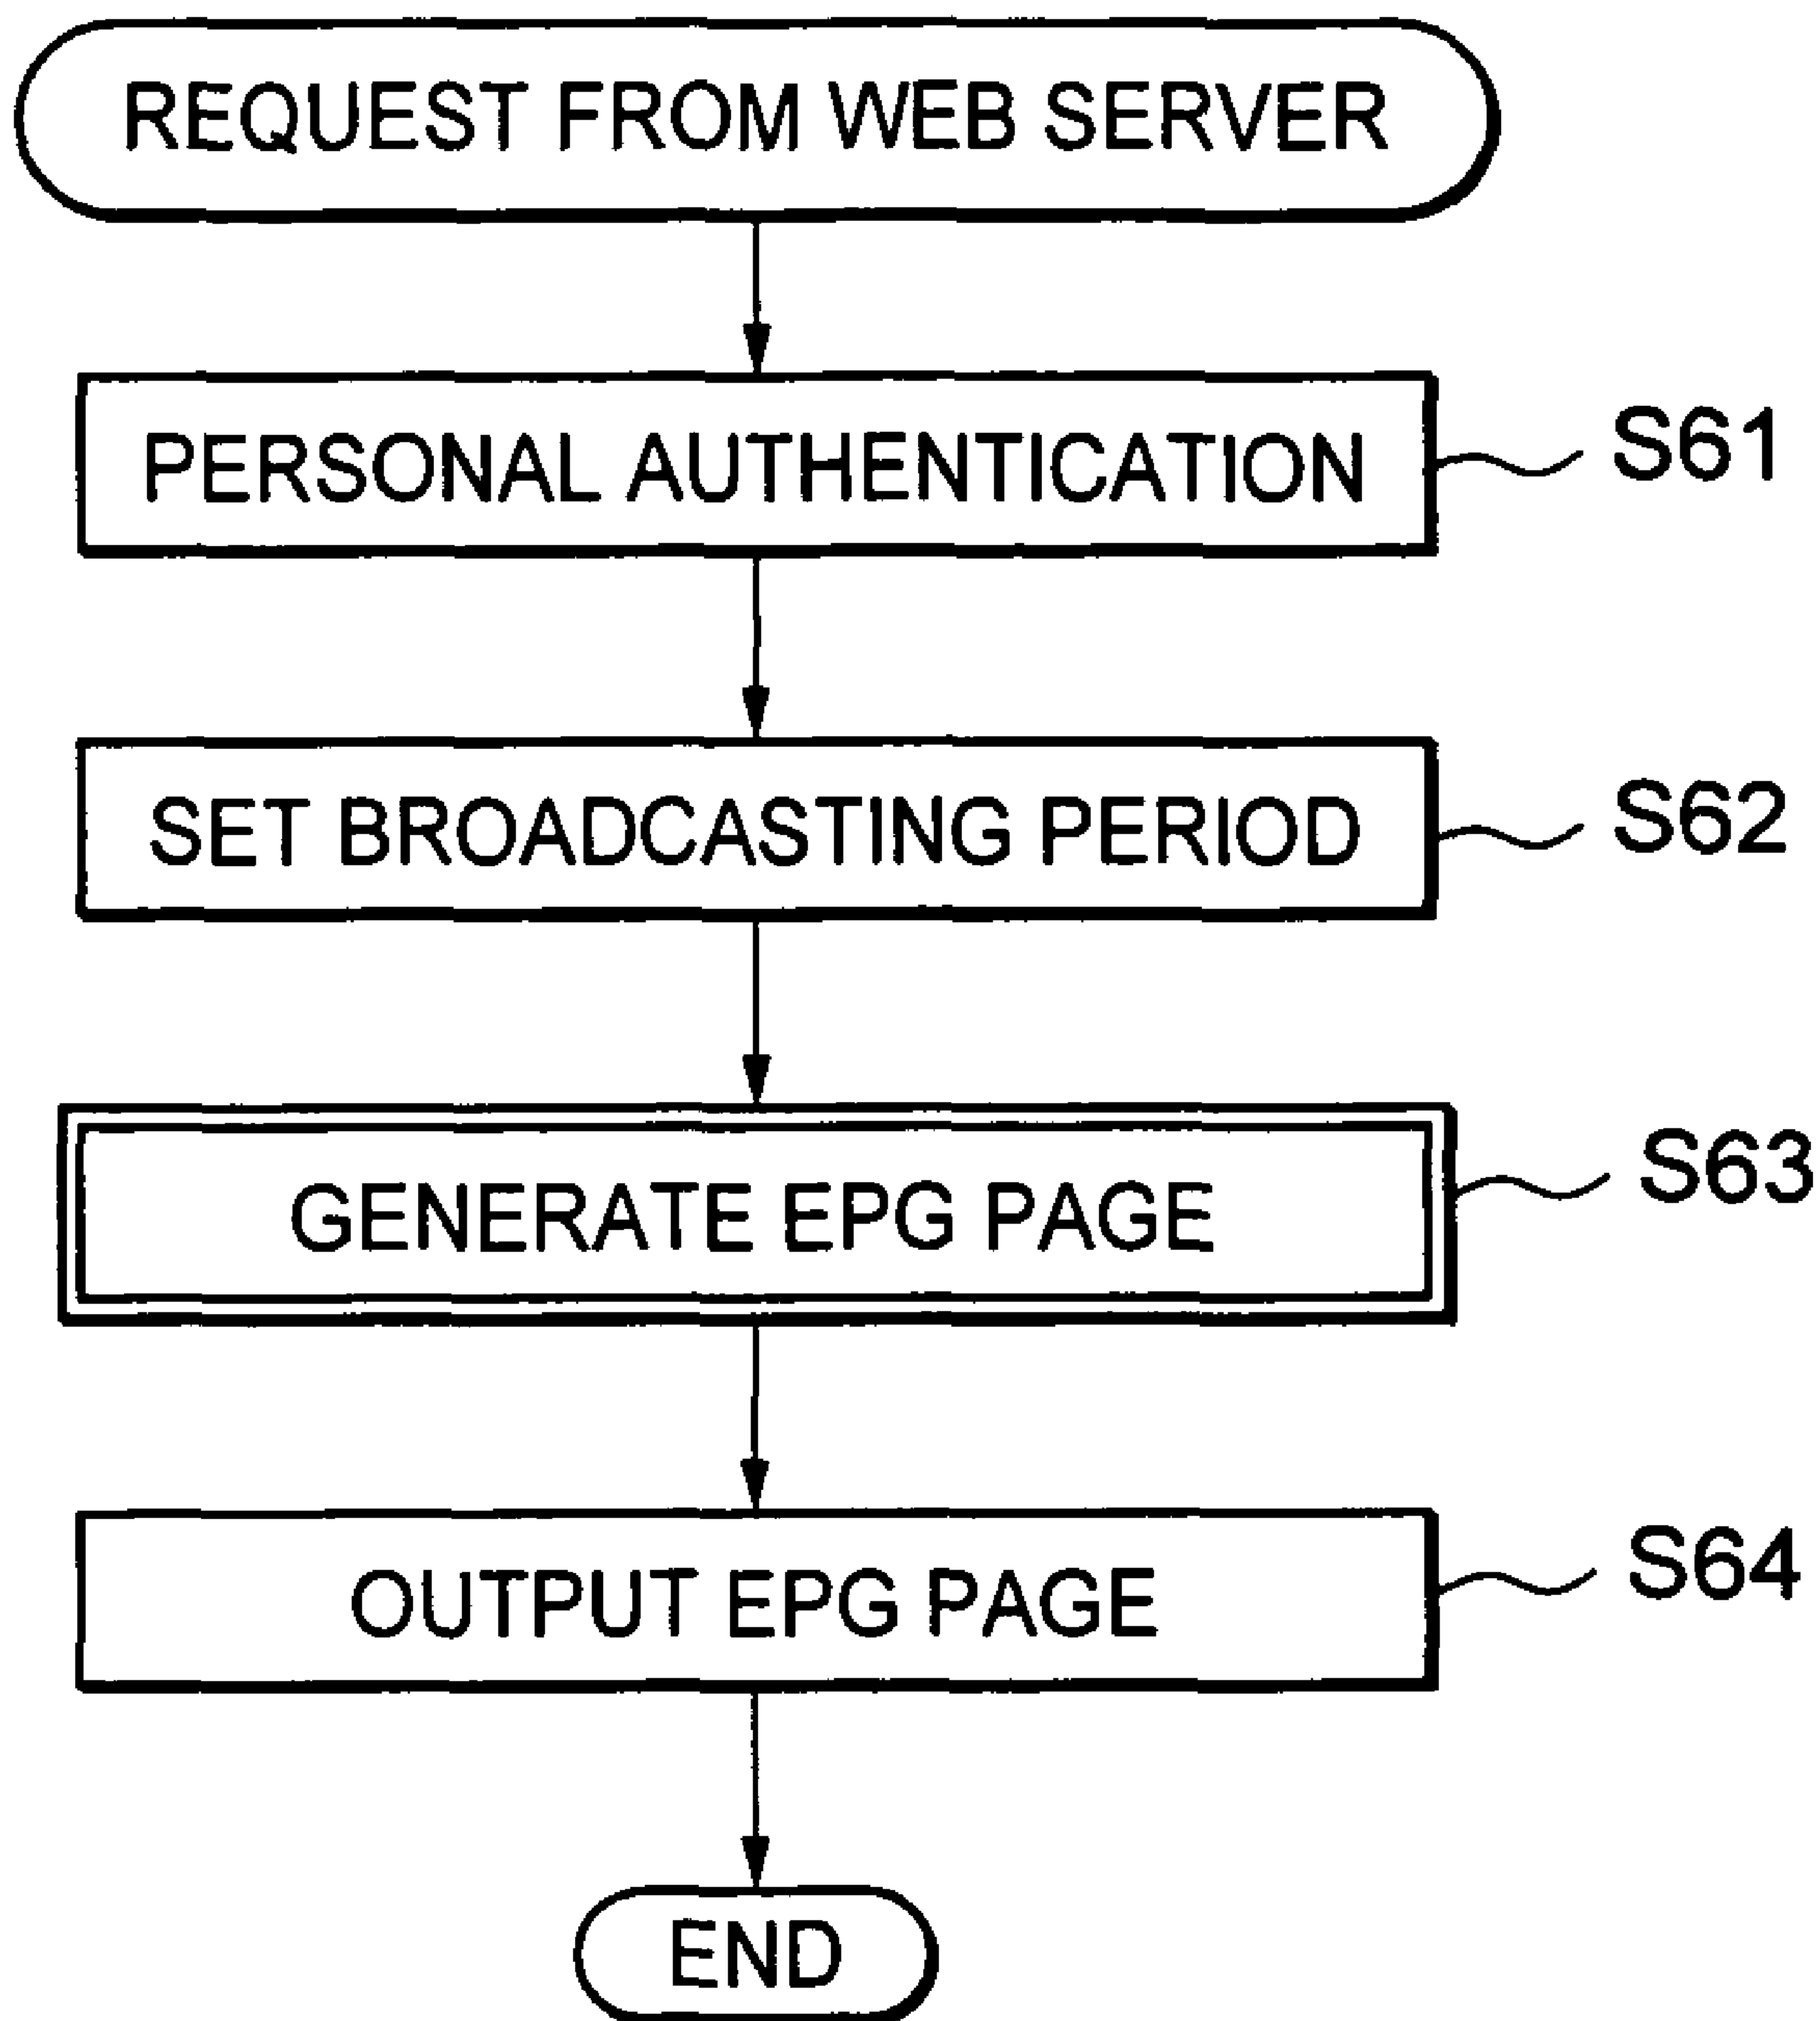 REQUEST FROM WEB SERVER
PERSONAL AUTHENTICATION
S61
SET BROADCASTING PERIOD
S62
GENERATE EPG PAGE
S63
OUTPUT EPG PAGE
S64
END